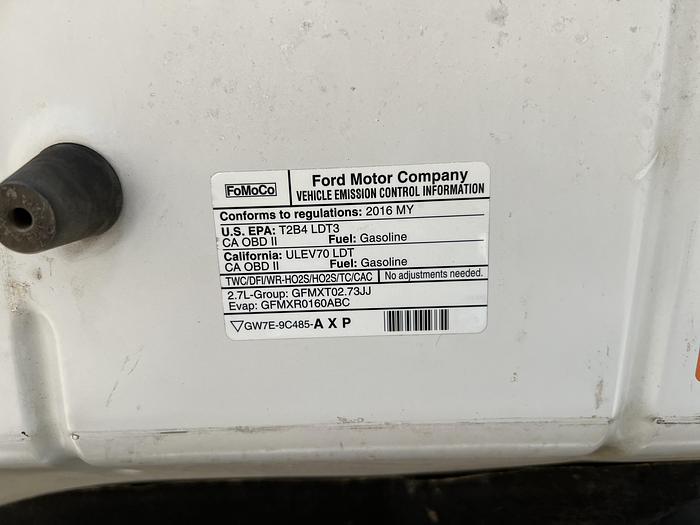 FoMoCo
Ford Motor Company
VEHICLE EMISSION CONTROL INFORMATION
Conforms to regulations: 2016 MY
U.S. EPA: T2B4 LDT3
CA OBD II Fuel: Gasoline
California: ULEV70 LDT
CA OBD II Fuel: Gasoline
TWC/DFI/WR-HO2S/HO2S/TC/CAC No adjustments needed.
2.7L-Group: GFMXT02.73JJ
Evap: GFMXR0160ABC
GW7E-9C485-A X P